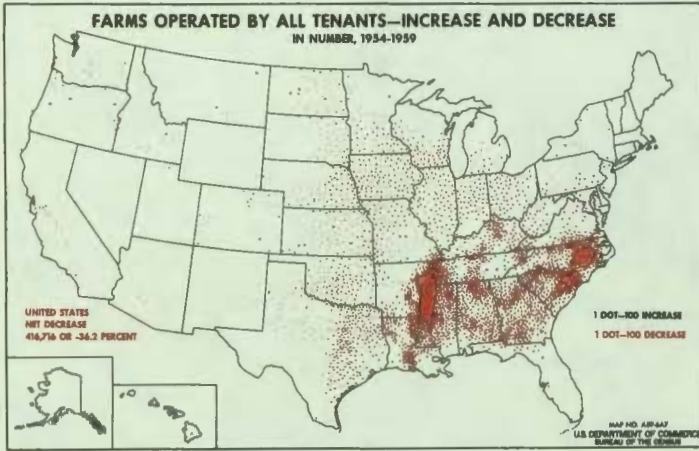 FARMS OPERATED BY ALL TENANTS—INCREASE AND DECREASE
IN NUMBER, 1954-1959
UNITED STATES
NET DECREASE
416,716 OR -36.2 PERCENT
1 DOT—100 INCREASE
1 DOT—100 DECREASE
MAP NO. A59-A47
U.S. DEPARTMENT OF COMMERCE
BUREAU OF THE CENSUS